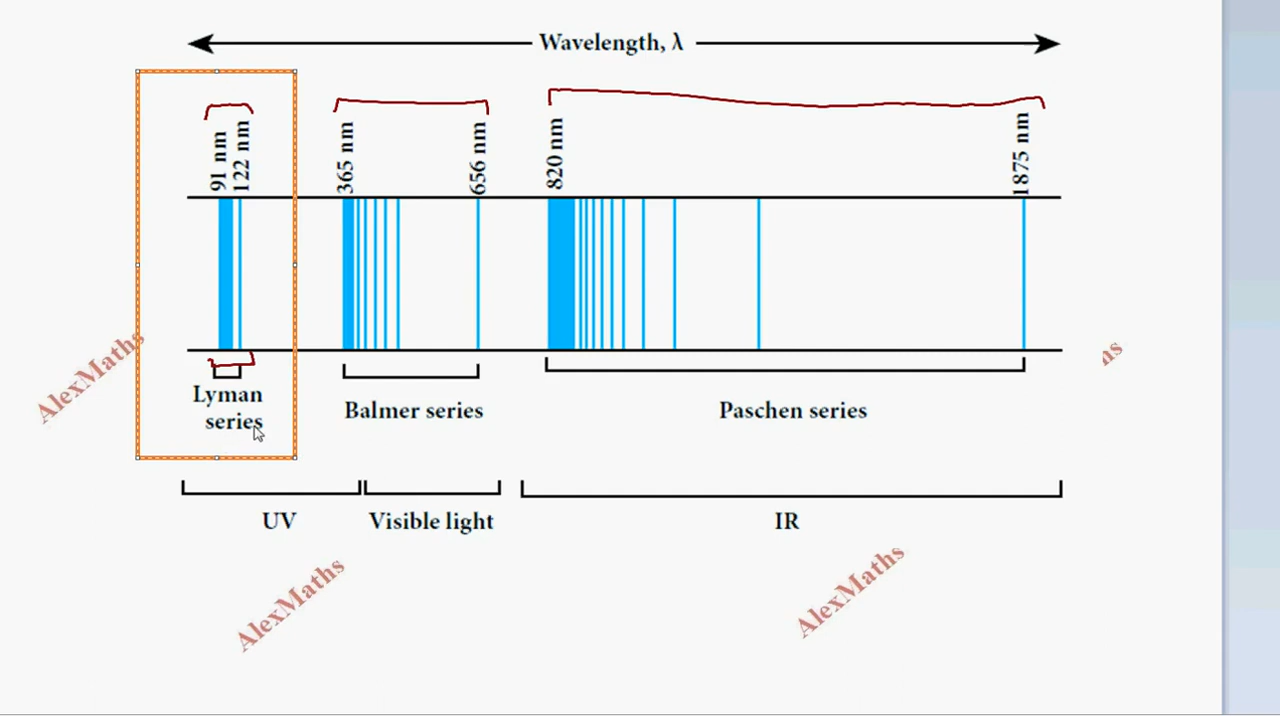 Wavelength, λ
91 nm
122 nm
365 nm
656 nm
820 nm
1875 nm
Lyman
series
Balmer series
Paschen series
UV
Visible light
IR
AlexMaths
ns
AlexMaths
AlexMaths